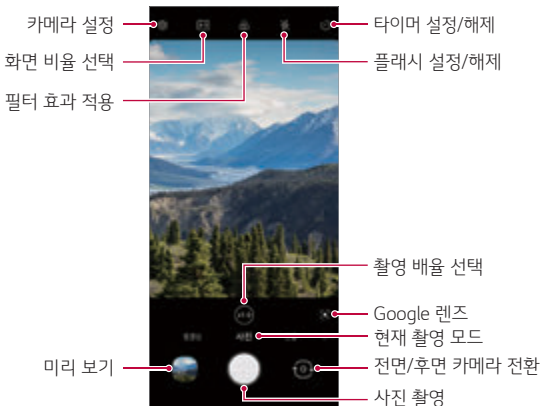 카메라 설정
화면 비율 선택
필터 효과 적용
타이머 설정/해제
플래시 설정/해제
촬영 배율 선택
Google 렌즈
사진
현재 촬영 모드
미리 보기
전면/후면 카메라 전환
사진 촬영